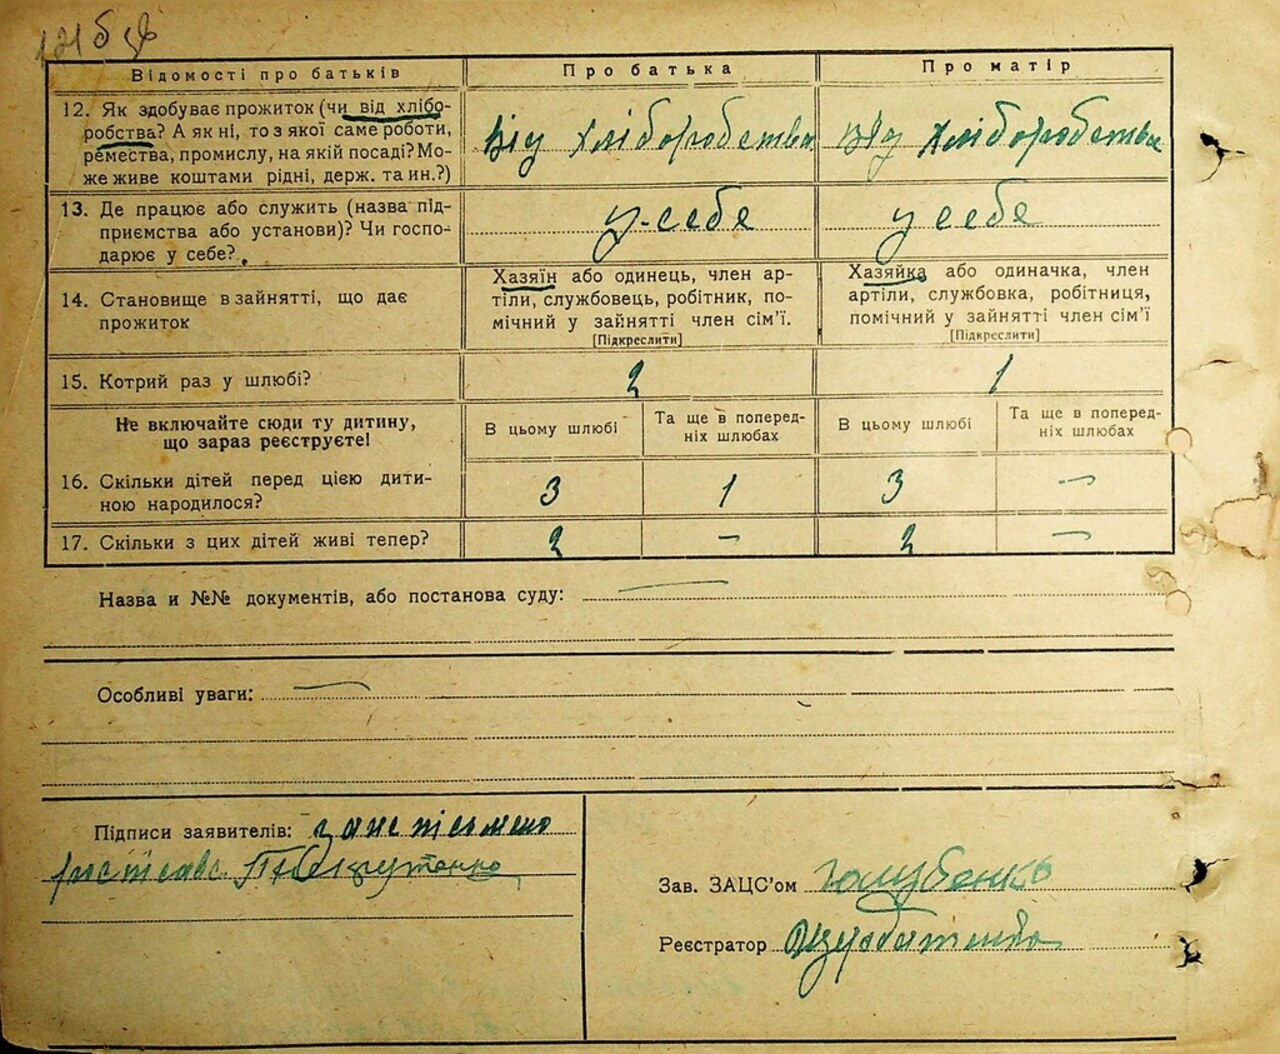 121 б зв
Відомості про батьків
Про батька
Про матір
12. Як здобуває прожиток (чи від хлібо-
робства? А як ні, то з якої саме роботи,
ремества, промислу, на якій посаді? Мо-
же живе коштами рідні, держ. та ин.?)
від хліборобства
від хліборобства
13. Де працює або служить (назва під-
приємства або установи)? Чи госпо-
дарює у себе?
у-себе
у себе
14. Становище в зайнятті, що дає
прожиток
Хазяїн або одинець, член ар-
тіли, службовець, робітник, по-
мічний у зайнятті член сім’ї.
[Підкреслити]
Хазяйка або одиначка, член
артіли, службовка, робітниця,
помічний у зайнятті член сім’ї
[Підкреслити]
15. Котрий раз у шлюбі?
2
1
Не включайте сюди ту дитину,
що зараз реєструєте!
В цьому шлюбі
Та ще в поперед-
ніх шлюбах
В цьому шлюбі
Та ще в поперед-
ніх шлюбах
16. Скільки дітей перед цією дити-
ною народилося?
3
1
3
—
17. Скільки з цих дітей живі тепер?
2
—
2
—
Назва и №№ документів, або постанова суду: —
Особливі уваги: —
Підписи заявителів: за неписьмено
Зав. ЗАЦС’ом Голубенко
Реєстратор